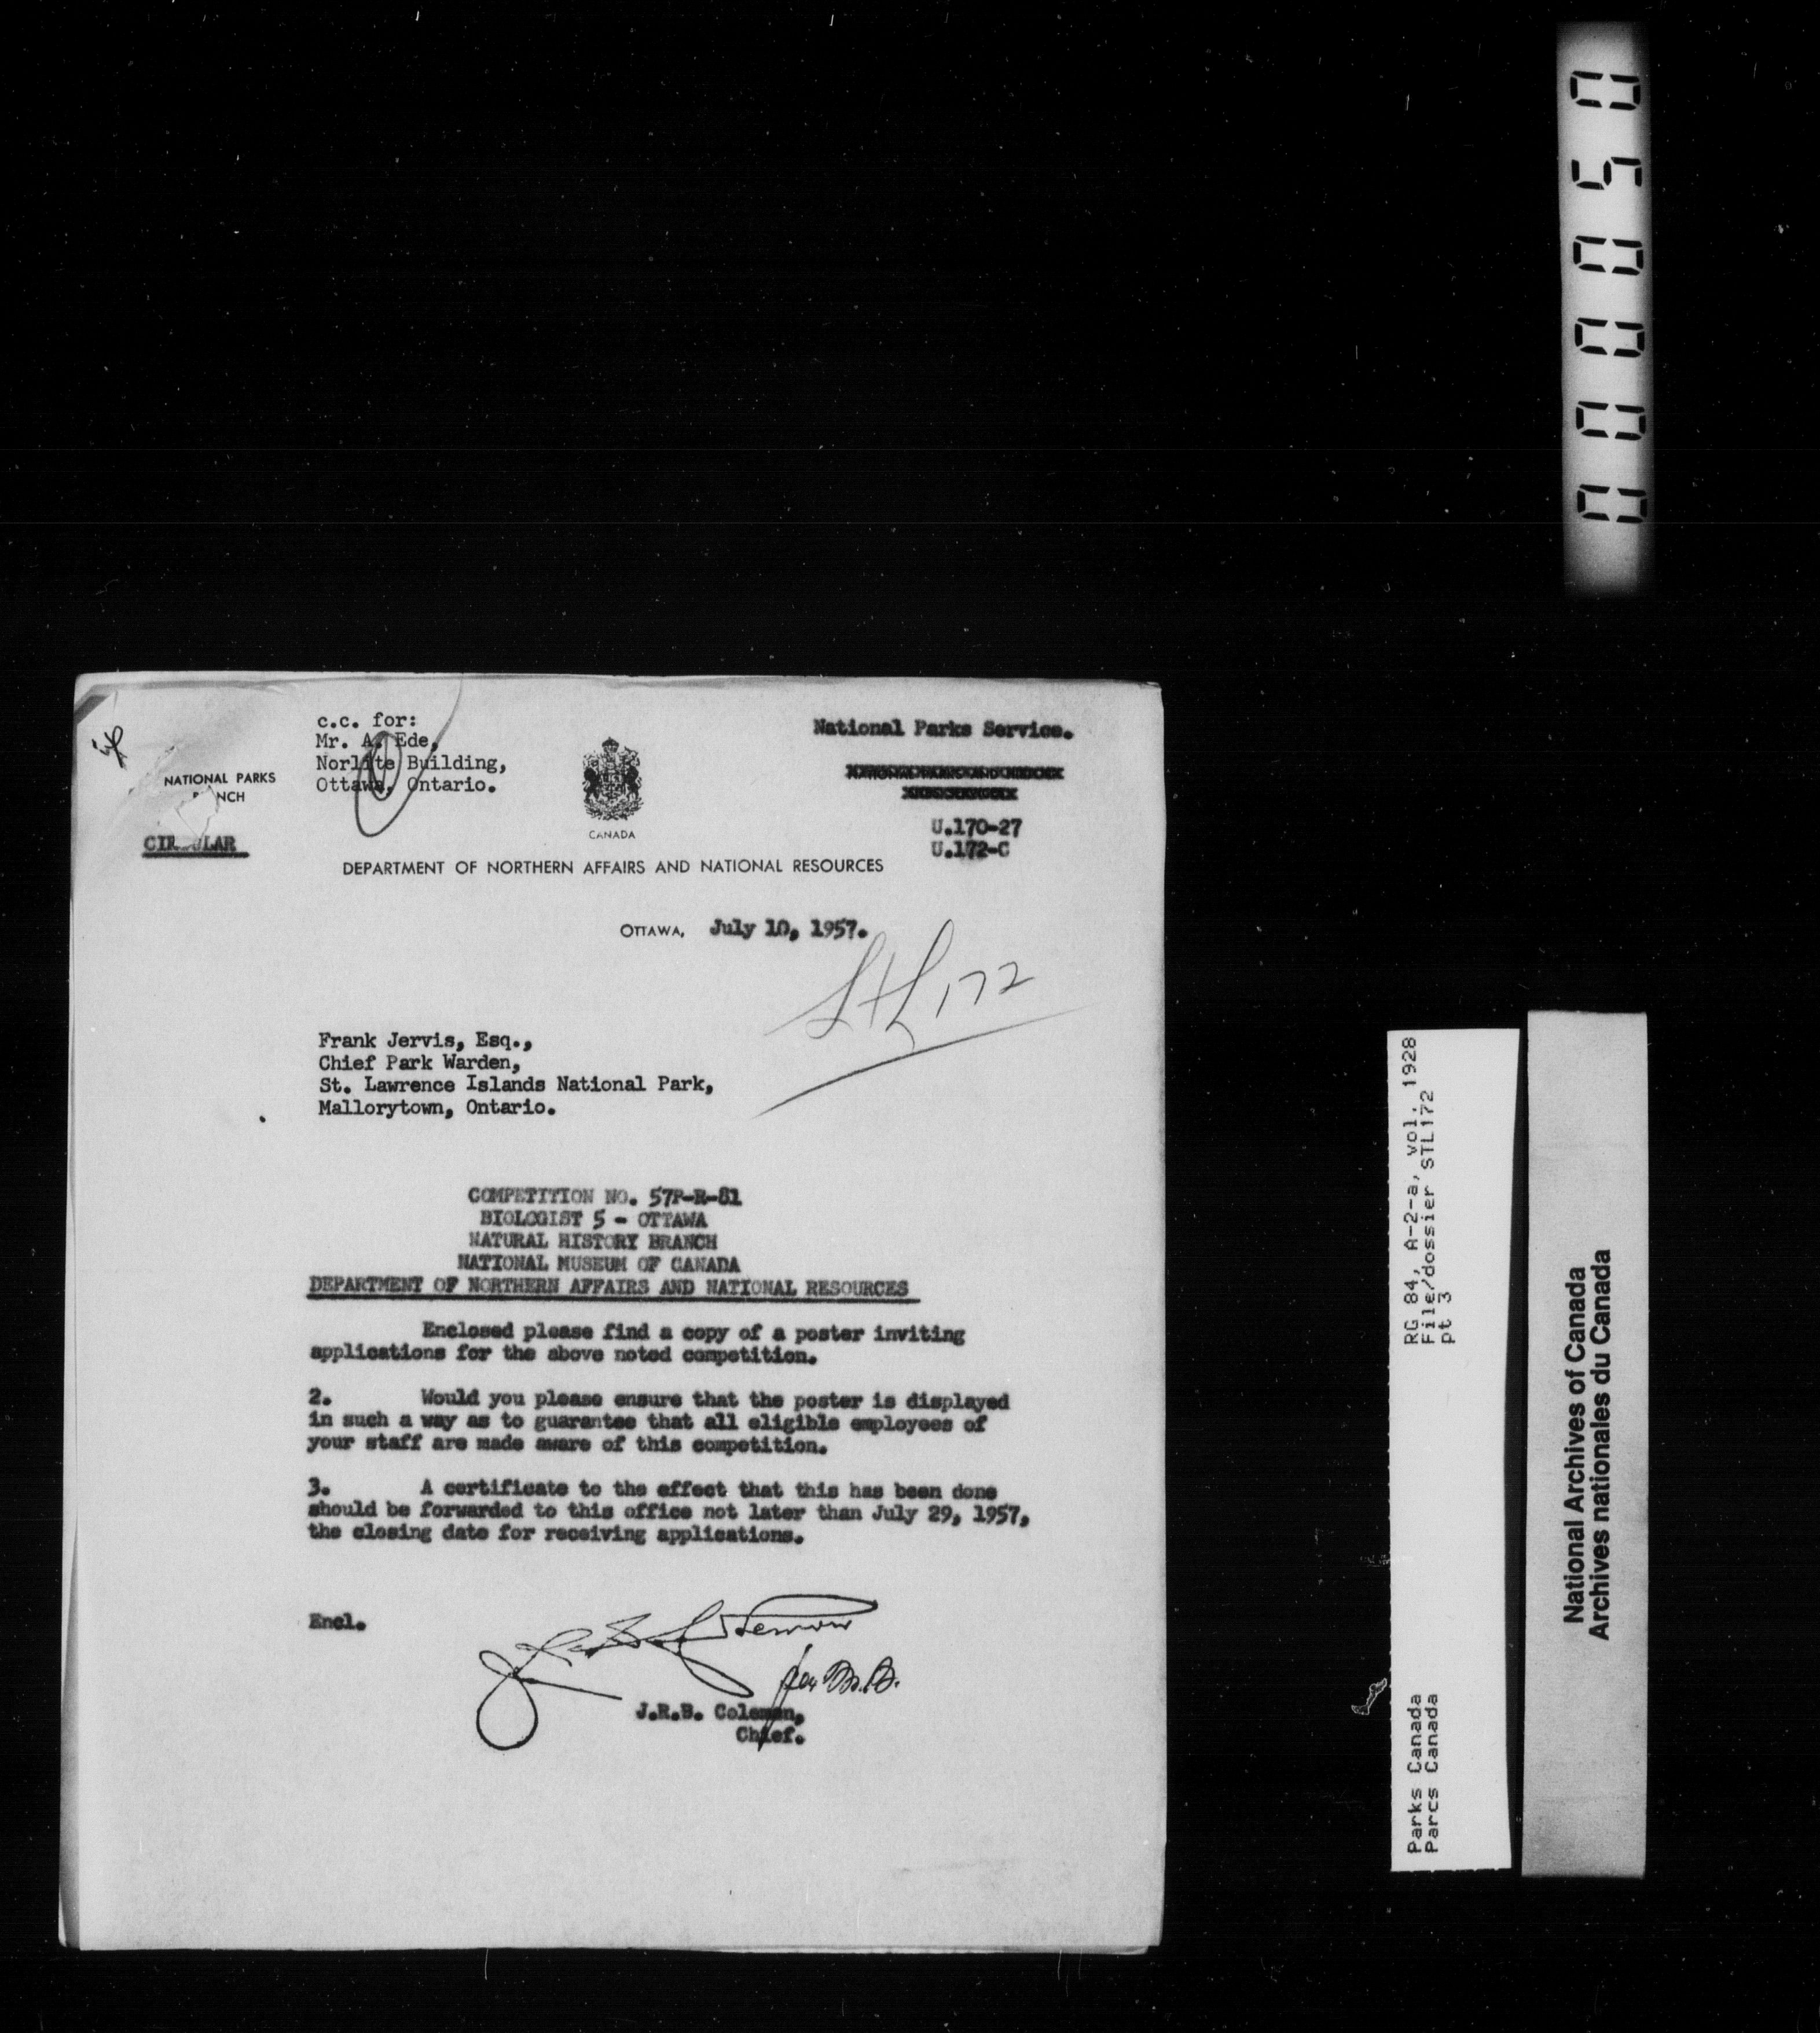 000050
c.c. for:
Mr. A. Ede,
Norlite Building,
Ottawa, Ontario.
NATIONAL PARKS
BRANCH
CIRCULAR
CANADA
National Parks Service.
U.170-27
U.172-C
DEPARTMENT OF NORTHERN AFFAIRS AND NATIONAL RESOURCES
OTTAWA, July 10, 1957.
StL172
Frank Jervis, Esq.,
Chief Park Warden,
St. Lawrence Islands National Park,
Mallorytown, Ontario.
COMPETITION NO. 57P-R-81
BIOLOGIST 5 - OTTAWA
NATURAL HISTORY BRANCH
NATIONAL MUSEUM OF CANADA
DEPARTMENT OF NORTHERN AFFAIRS AND NATIONAL RESOURCES
Enclosed please find a copy of a poster inviting
applications for the above noted competition.
2. Would you please ensure that the poster is displayed
in such a way as to guarantee that all eligible employees of
your staff are made aware of this competition.
3. A certificate to the effect that this has been done
should be forwarded to this office not later than July 29, 1957,
the closing date for receiving applications.
Encl.
J.R.B. Coleman,
Chief.
RG 84, A-2-a, vol. 1928
File/dossier STL172
pt 3
Parks Canada
Parcs Canada
National Archives of Canada
Archives nationales du Canada